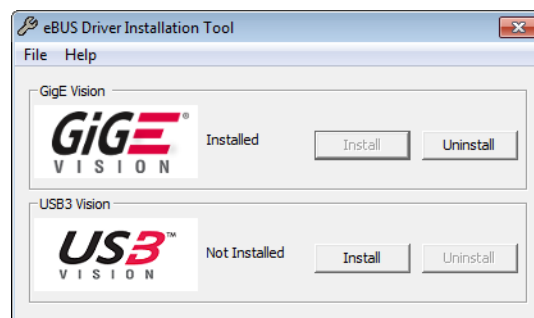 eBUS Driver Installation Tool
File Help
GigE Vision
GiGE® VISION Installed Install Uninstall
USB3 Vision
USB3™ VISION Not Installed Install Uninstall